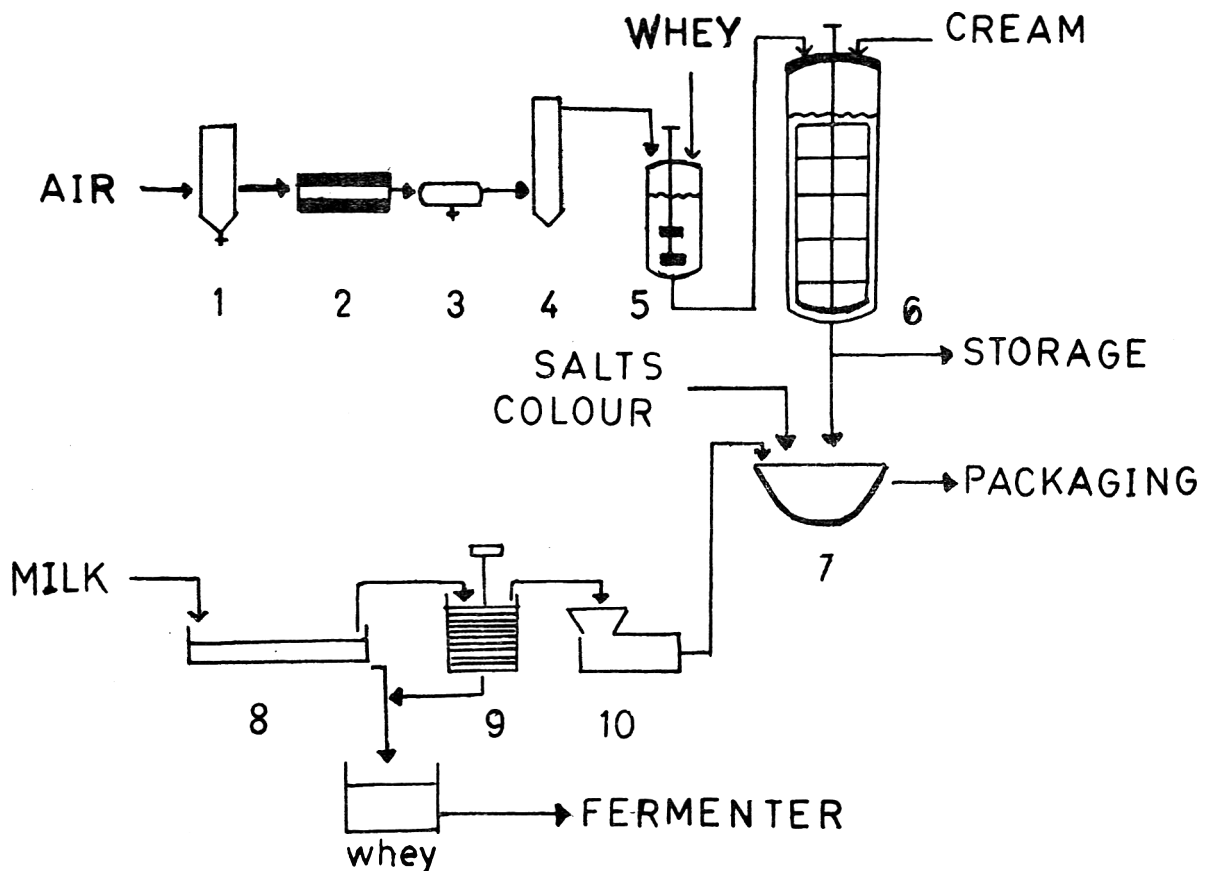 WHEY
CREAM
AIR
1
2
3
4
5
6
STORAGE
SALTS
COLOUR
PACKAGING
7
MILK
8
9
10
FERMENTER
whey